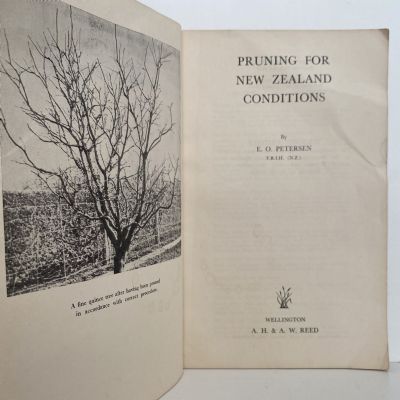 A fine quince tree after having been pruned
in accordance with correct procedure.
PRUNING FOR
NEW ZEALAND
CONDITIONS
By
E. O. PETERSEN
F.R.I.H. (N.Z.)
WELLINGTON
A. H. & A. W. REED